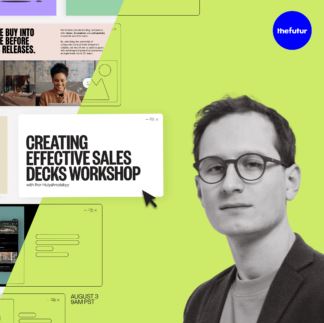 E BUY INTO
E BEFORE
RELEASES.
thefutur
CREATING
EFFECTIVE SALES
DECKS WORKSHOP
AUGUST 3
9AM PST